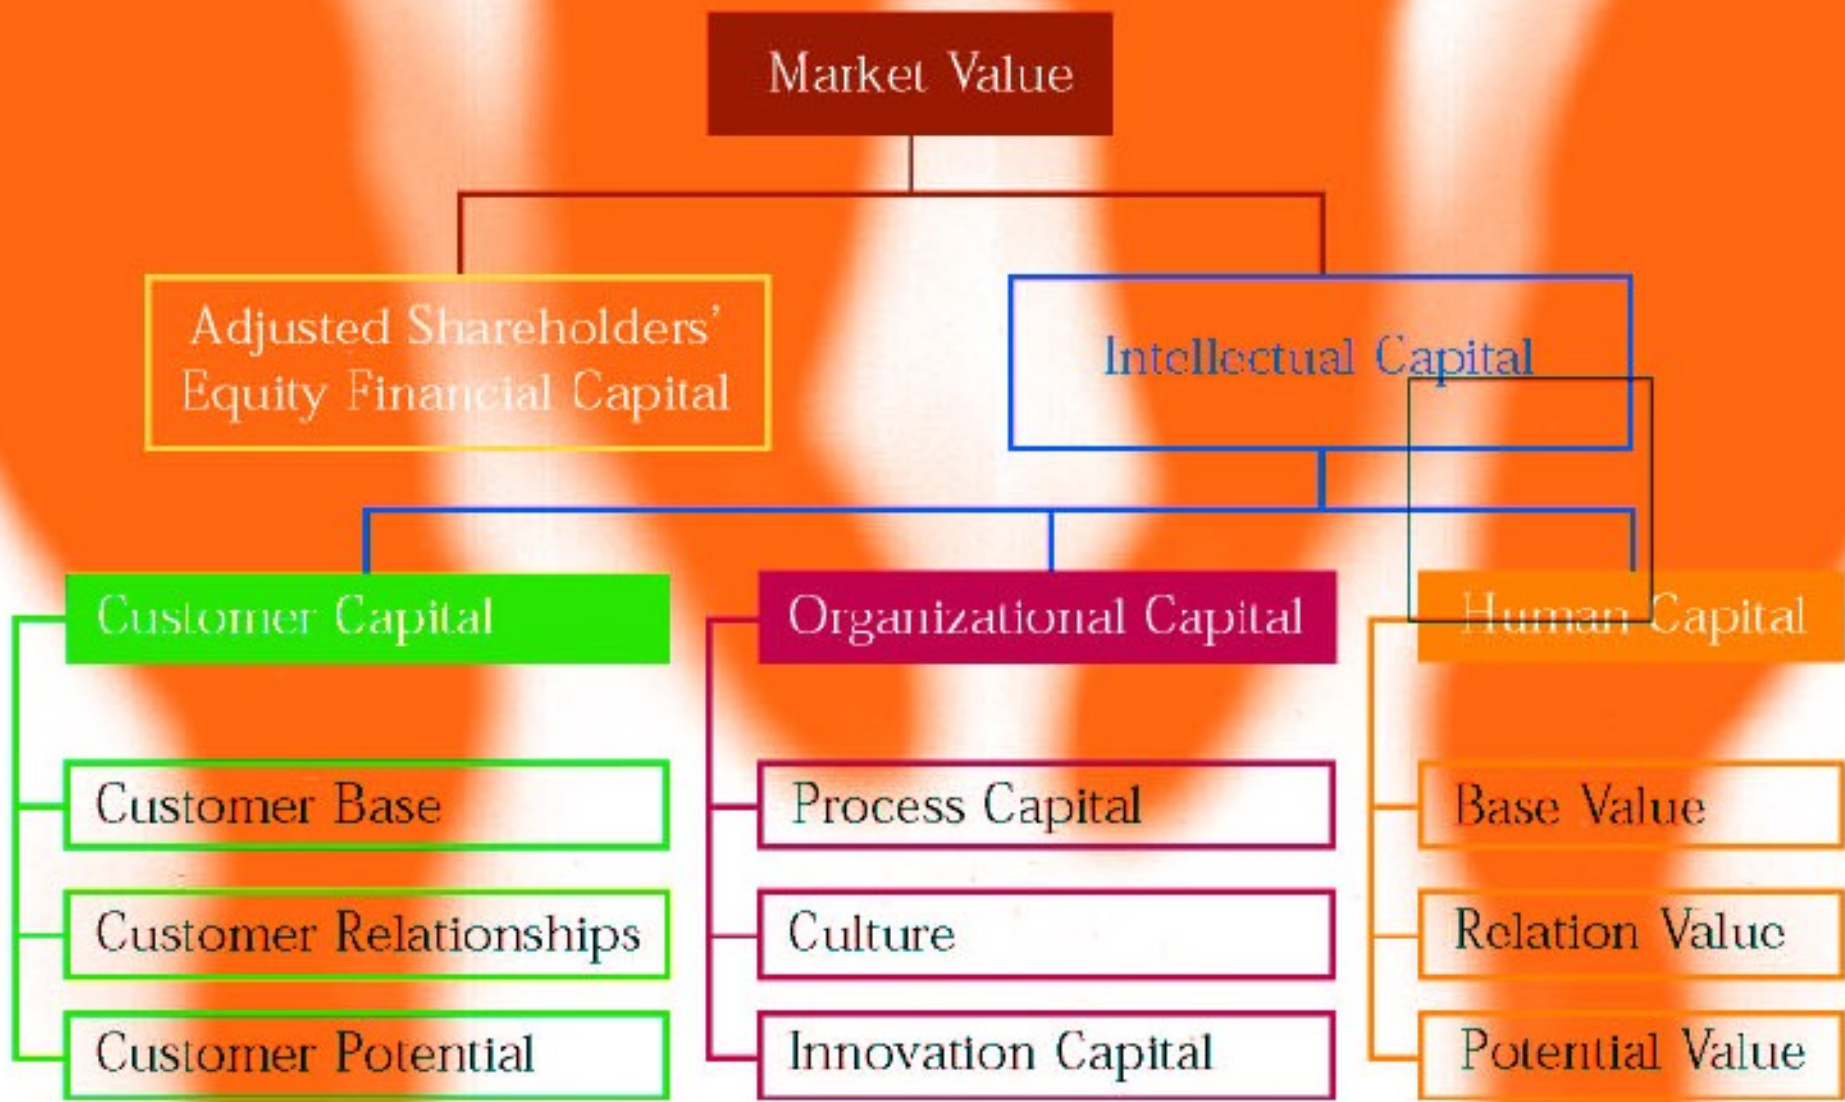 Market Value
Adjusted Shareholders'
Equity Financial Capital
Intellectual Capital
Customer Capital
Organizational Capital
Human Capital
Customer Base
Process Capital
Base Value
Customer Relationships
Culture
Relation Value
Customer Potential
Innovation Capital
Potential Value